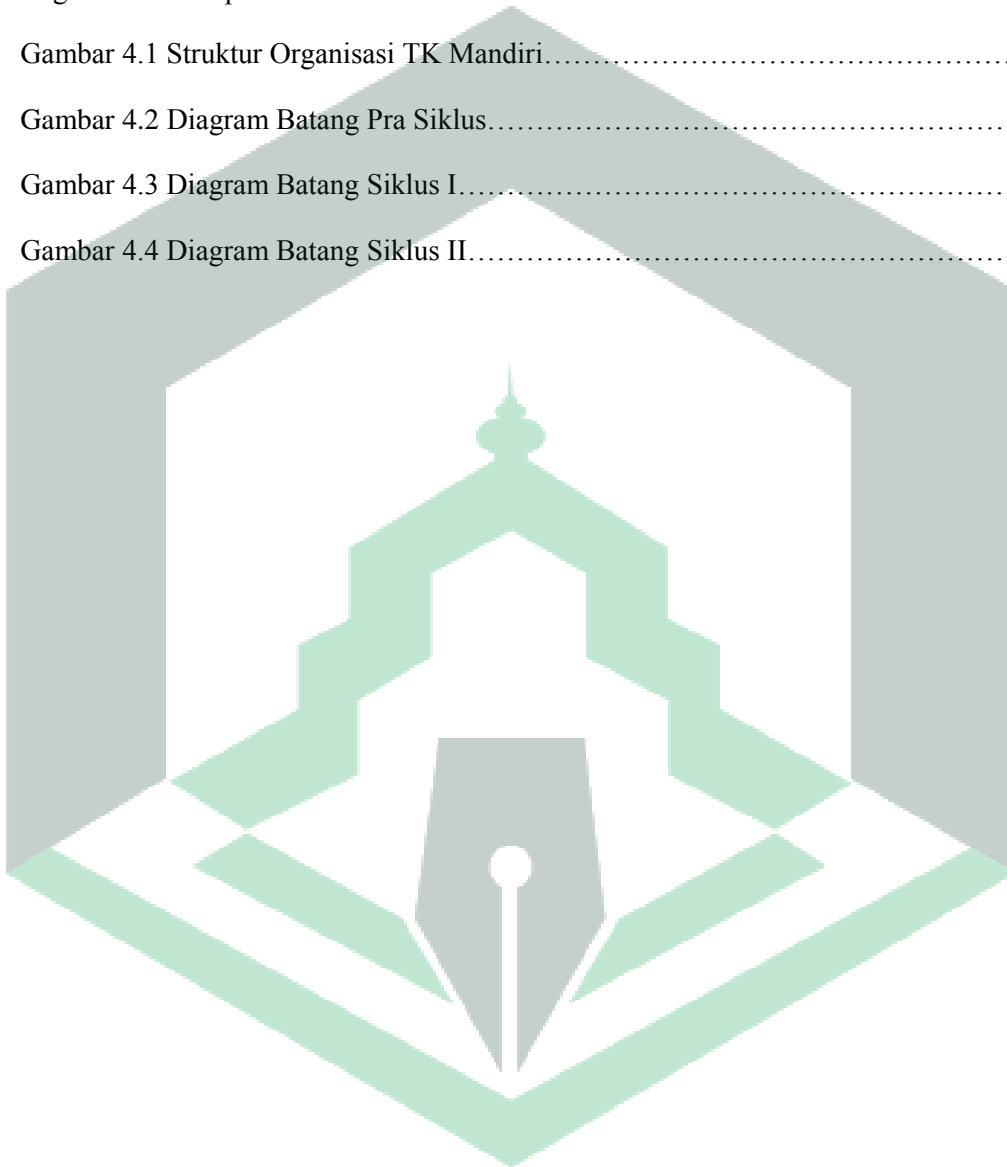 Gambar 4.1 Struktur Organisasi TK Mandiri……………………………………………
Gambar 4.2 Diagram Batang Pra Siklus…………………………………………………
Gambar 4.3 Diagram Batang Siklus I……………………………………………………
Gambar 4.4 Diagram Batang Siklus II……………………………………………………